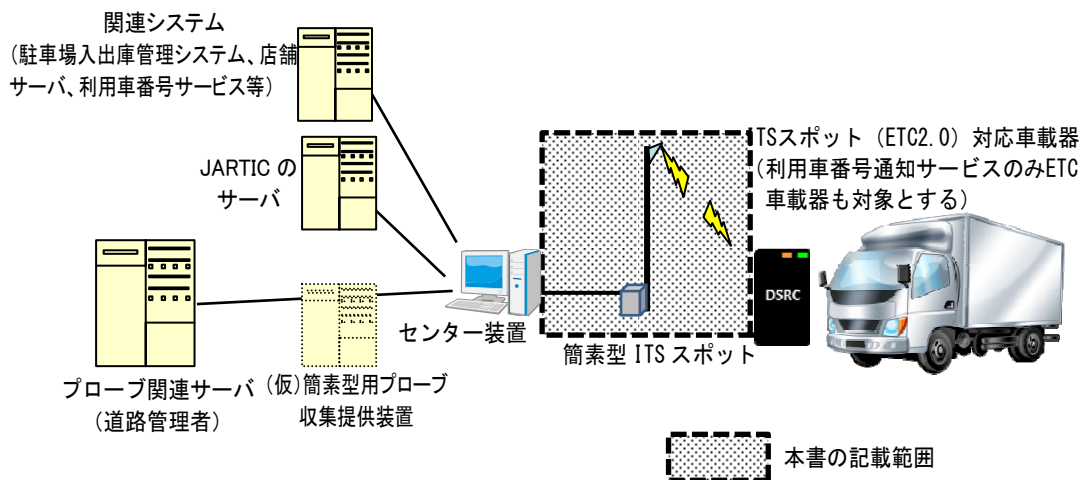 関連システム
(駐車場入出庫管理システム、店舗
サーバ、利用車番号サービス等)
JARTIC の
サーバ
プローブ関連サーバ
(道路管理者)
(仮)簡素型用プローブ
収集提供装置
センター装置
簡素型 ITS スポット
TSスポット (ETC2.0) 対応車載器
(利用車番号通知サービスのみETC
車載器も対象とする)
DSRC
本書の記載範囲